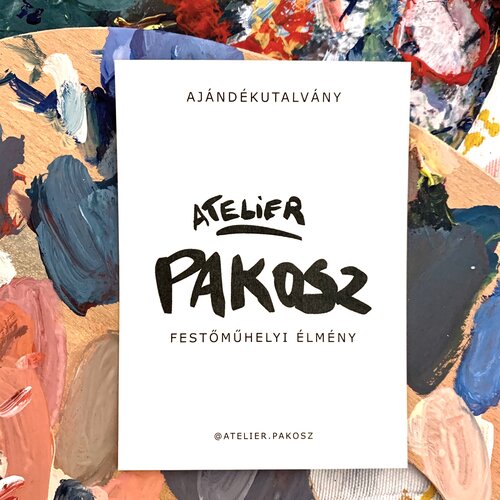 AJÁNDÉKUTALVÁNY
ATELIER
PAKOSZ
FESTŐMŰHELYI ÉLMÉNY
@ATELIER.PAKOSZ